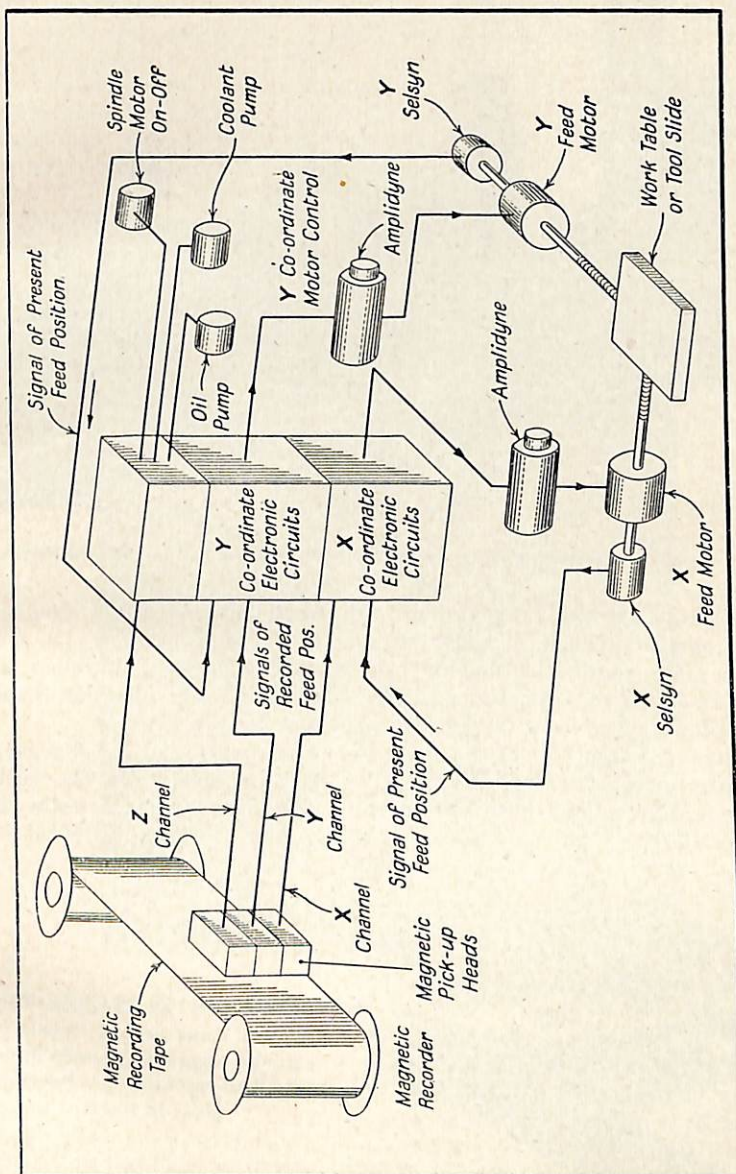 Magnetic
Recording
Tape
Magnetic
Recorder
Magnetic
Pick-up
Heads
Z
Channel
Y
Channel
X
Channel
Signal of Present
Feed Position
Signals of
Recorded
Feed Pos.
Signal of Present
Feed Position
Y
Co-ordinate
Electronic
Circuits
X
Co-ordinate
Electronic
Circuits
Spindle
Motor
On-Off
Coolant
Pump
Oil
Pump
Y Co-ordinate
Motor Control
Amplidyne
Amplidyne
Y
Selsyn
Y
Feed
Motor
Work Table
or Tool Slide
X
Feed Motor
X
Selsyn